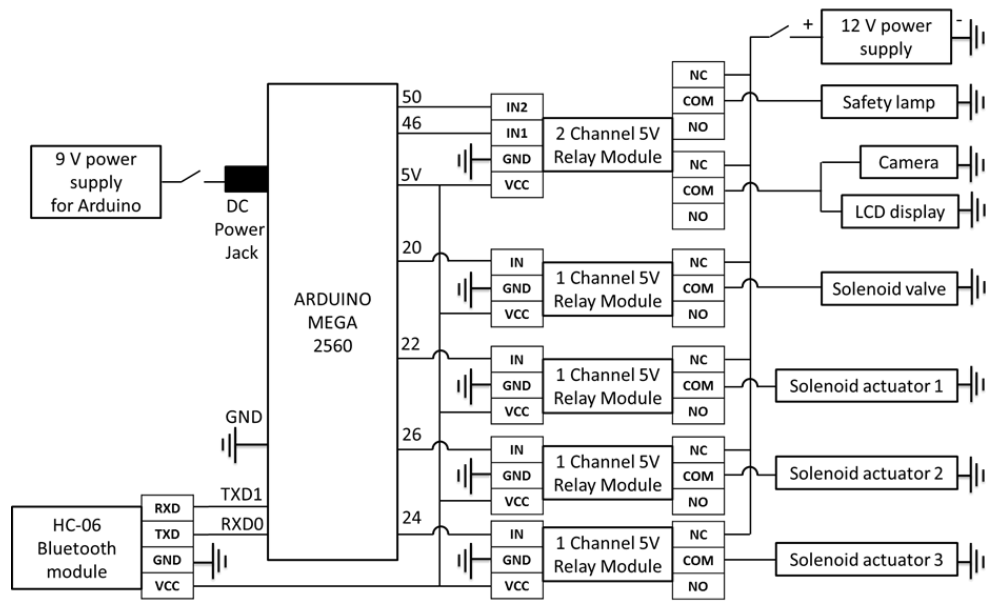 12 V power
supply
+
-
NC
COM
NO
Safety lamp
50
46
IN2
IN1
GND
VCC
2 Channel 5V
Relay Module
NC
COM
NO
Camera
LCD display
9 V power
supply
for Arduino
DC
Power
Jack
5V
ARDUINO
MEGA
2560
20
IN
GND
VCC
1 Channel 5V
Relay Module
NC
COM
NO
Solenoid valve
22
IN
GND
VCC
1 Channel 5V
Relay Module
NC
COM
NO
Solenoid actuator 1
GND
26
IN
GND
VCC
1 Channel 5V
Relay Module
NC
COM
NO
Solenoid actuator 2
HC-06
Bluetooth
module
RXD
TXD
GND
VCC
TXD1
RXD0
24
IN
GND
VCC
1 Channel 5V
Relay Module
NC
COM
NO
Solenoid actuator 3